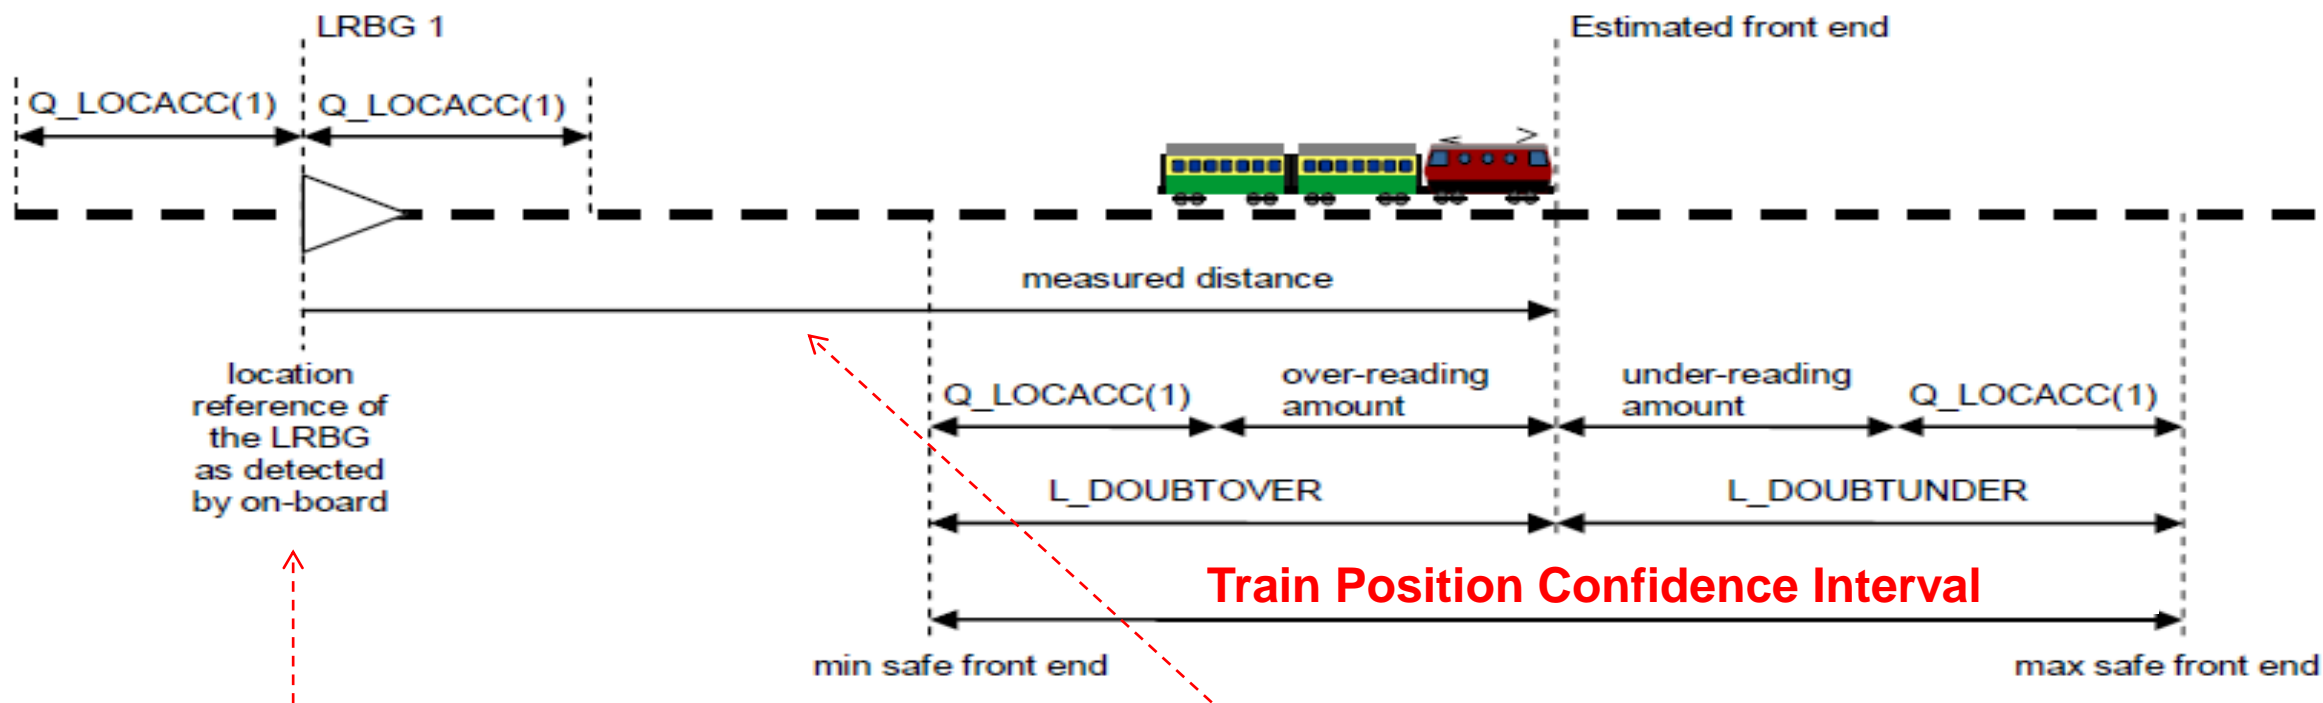 LRBG 1
Estimated front end
Q_LOCACC(1)
Q_LOCACC(1)
< >
measured distance
location
reference of
the LRBG
as detected
by on-board
Q_LOCACC(1)
over-reading
amount
under-reading
amount
Q_LOCACC(1)
L_DOUBTOVER
L_DOUBTUNDER
Train Position Confidence Interval
min safe front end
max safe front end